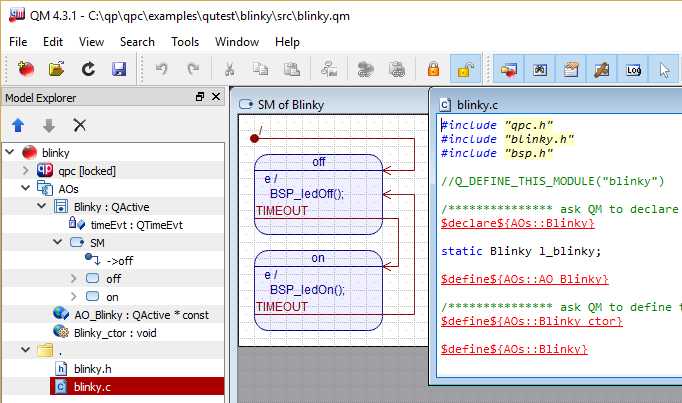 QM 4.3.1 - C:\qp\qpc\examples\qutest\blinky\src\blinky.qm
File Edit View Search Tools Window Help
Log
Model Explorer
blinky
qpc [locked]
AOs
Blinky : QActive
timeEvt : QTimeEvt
SM
->off
off
on
AO_Blinky : QActive * const
Blinky_ctor : void
.
blinky.h
blinky.c
SM of Blinky
/
off
e /
BSP_ledOff();
TIMEOUT
on
e /
BSP_ledOn();
TIMEOUT
blinky.c
#include "qpc.h"
#include "blinky.h"
#include "bsp.h"
//Q_DEFINE_THIS_MODULE("blinky")
/*************** ask QM to declare
$declare${AOs::Blinky}
static Blinky l_blinky;
$define${AOs::AO_Blinky}
/*************** ask QM to define
$define${AOs::Blinky_ctor}
$define${AOs::Blinky}